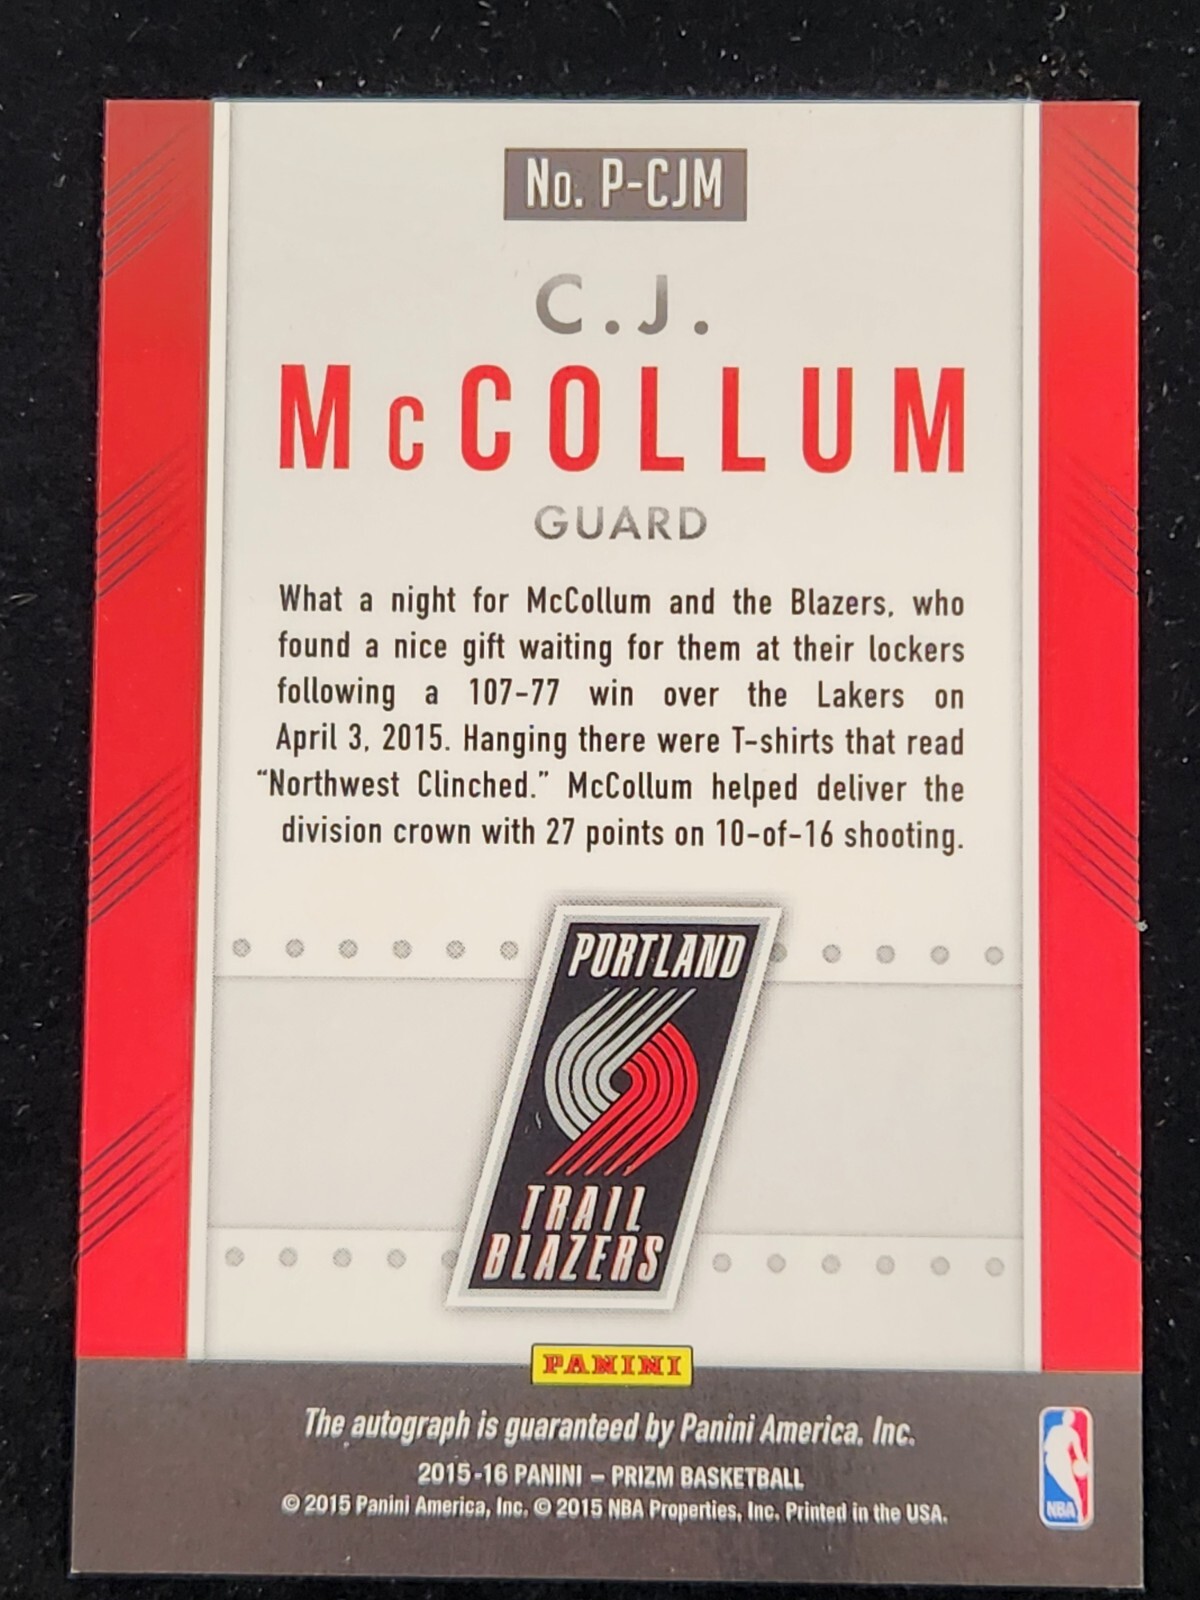 No. P-CJM
C.J.
McCOLLUM
GUARD
What a night for McCollum and the Blazers, who
found a nice gift waiting for them at their lockers
following a 107-77 win over the Lakers on
April 3, 2015. Hanging there were T-shirts that read
“Northwest Clinched.” McCollum helped deliver the
division crown with 27 points on 10-of-16 shooting.
PORTLAND
TRAIL
BLAZERS
PANINI
The autograph is guaranteed by Panini America, Inc.
2015-16 PANINI – PRIZM BASKETBALL
© 2015 Panini America, Inc. © 2015 NBA Properties, Inc. Printed in the USA.
NBA